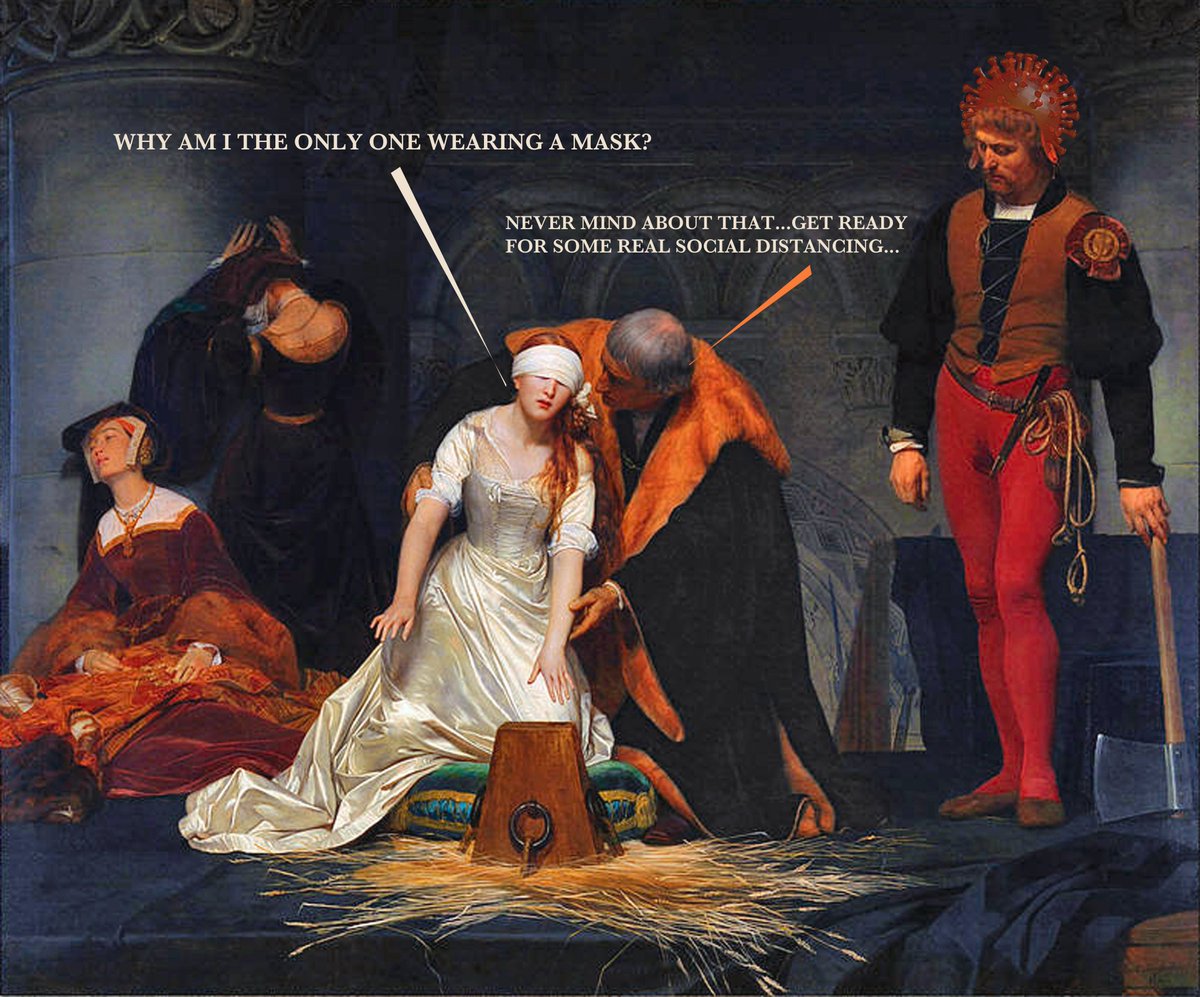 WHY AM I THE ONLY ONE WEARING A MASK?
NEVER MIND ABOUT THAT...GET READY
FOR SOME REAL SOCIAL DISTANCING...